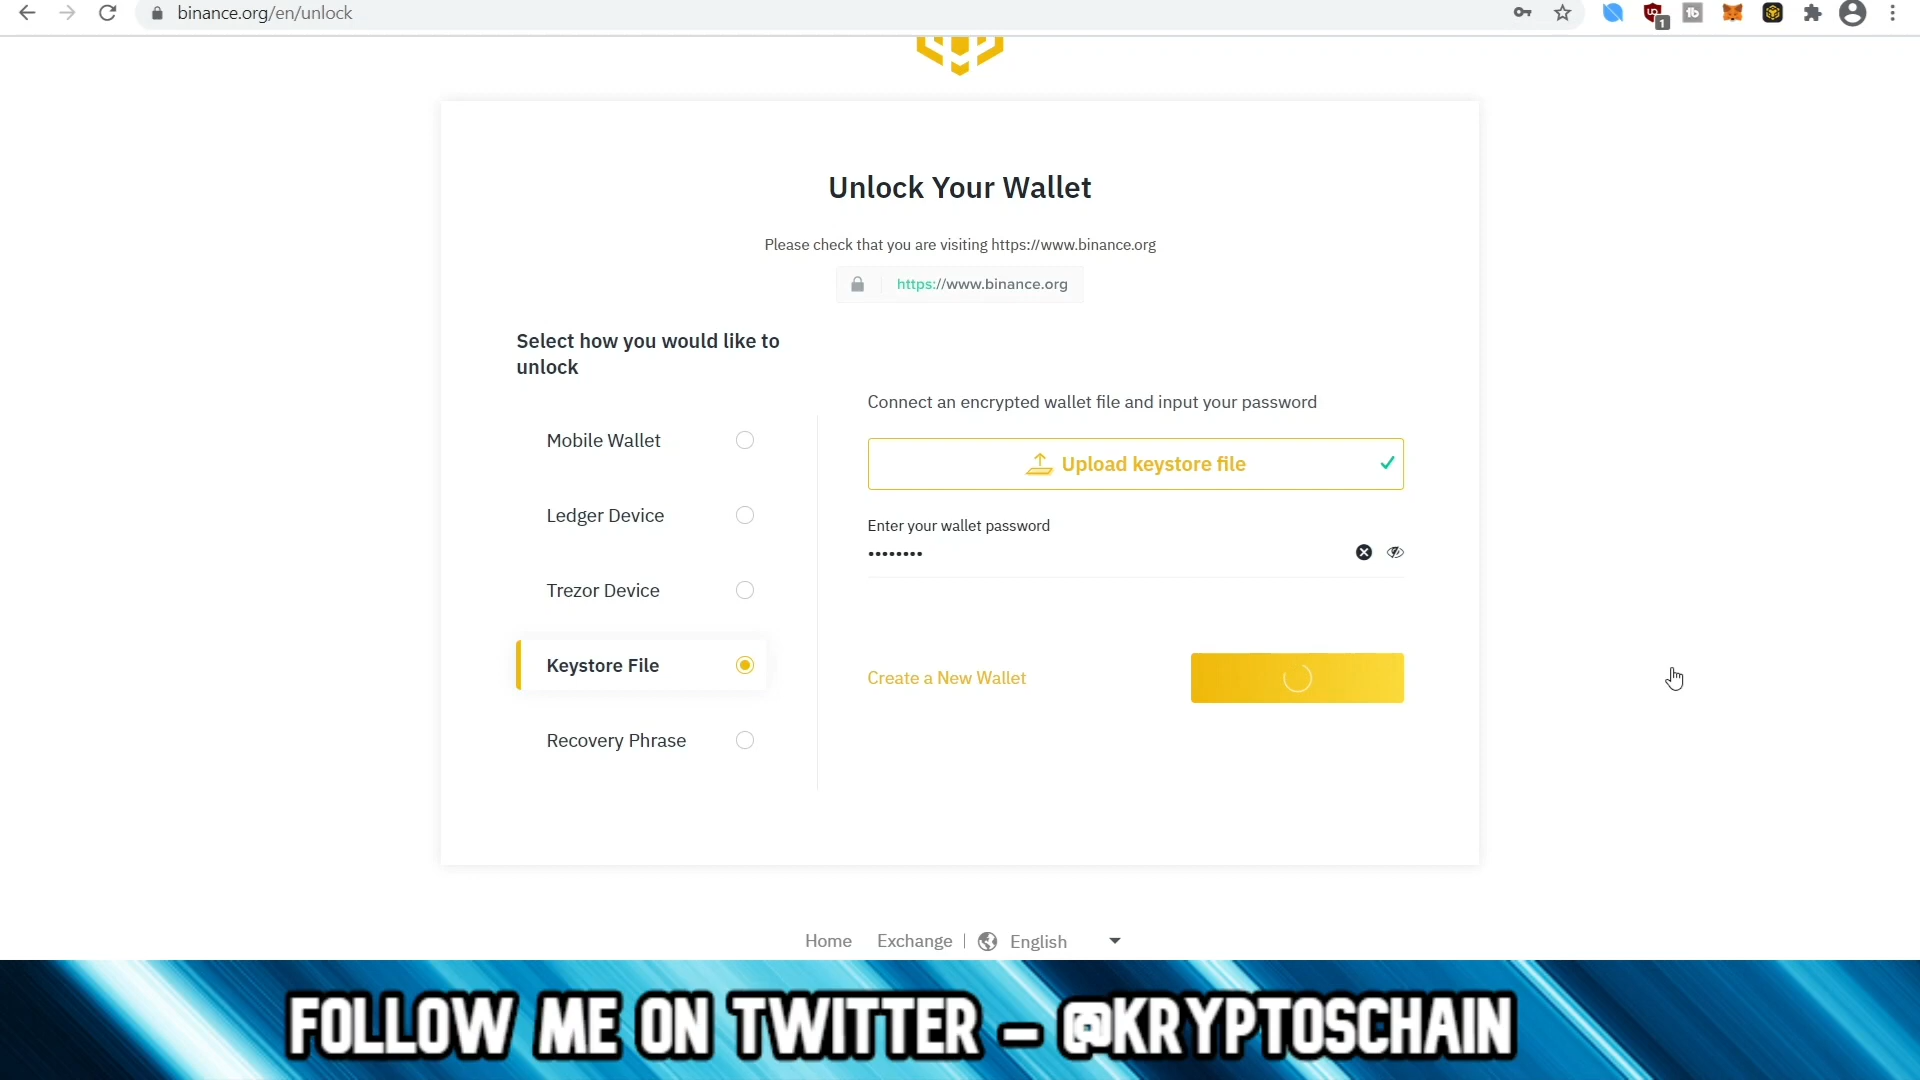 binance.org/en/unlock
1
Unlock Your Wallet
Please check that you are visiting https://www.binance.org
https://www.binance.org
Select how you would like to
unlock
Connect an encrypted wallet file and input your password
Mobile Wallet
Upload keystore file
Ledger Device
Enter your wallet password
••••••••
Trezor Device
Keystore File
Create a New Wallet
Recovery Phrase
Home Exchange | English
FOLLOW ME ON TWITTER – @KRYPTOSCHAIN